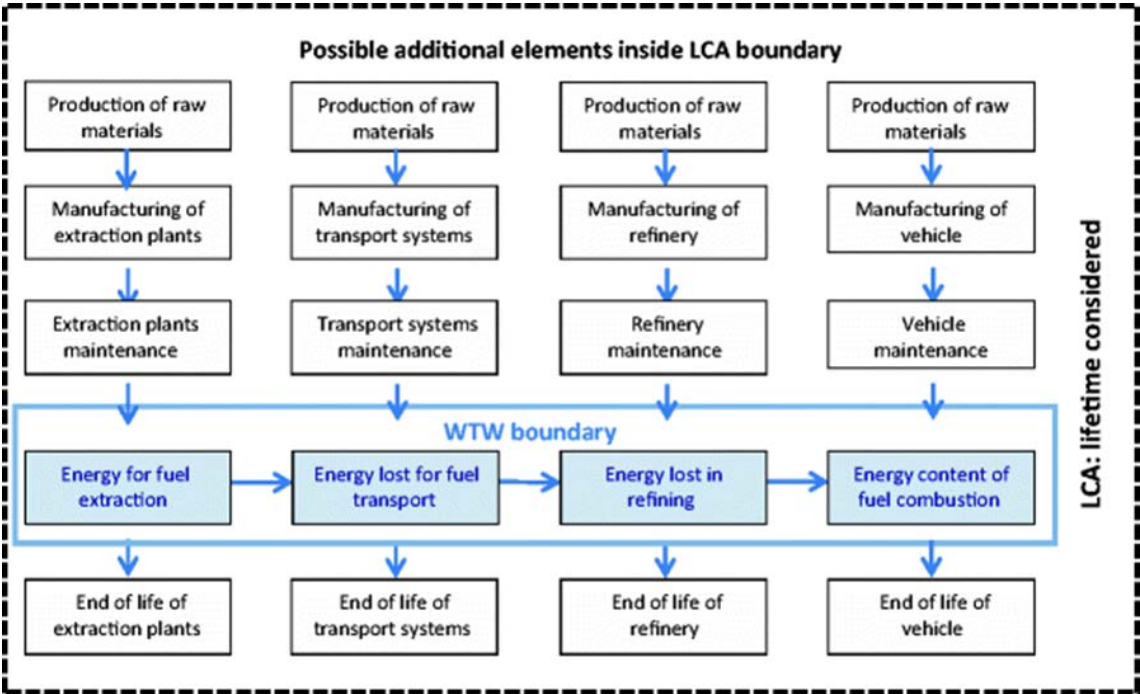 Possible additional elements inside LCA boundary
Production of raw
materials
Production of raw
materials
Production of raw
materials
Production of raw
materials
Manufacturing of
extraction plants
Manufacturing of
transport systems
Manufacturing of
refinery
Manufacturing of
vehicle
Extraction plants
maintenance
Transport systems
maintenance
Refinery
maintenance
Vehicle
maintenance
WTW boundary
Energy for fuel
extraction
Energy lost for fuel
transport
Energy lost in
refining
Energy content of
fuel combustion
End of life of
extraction plants
End of life of
transport systems
End of life of
refinery
End of life of
vehicle
LCA: lifetime considered